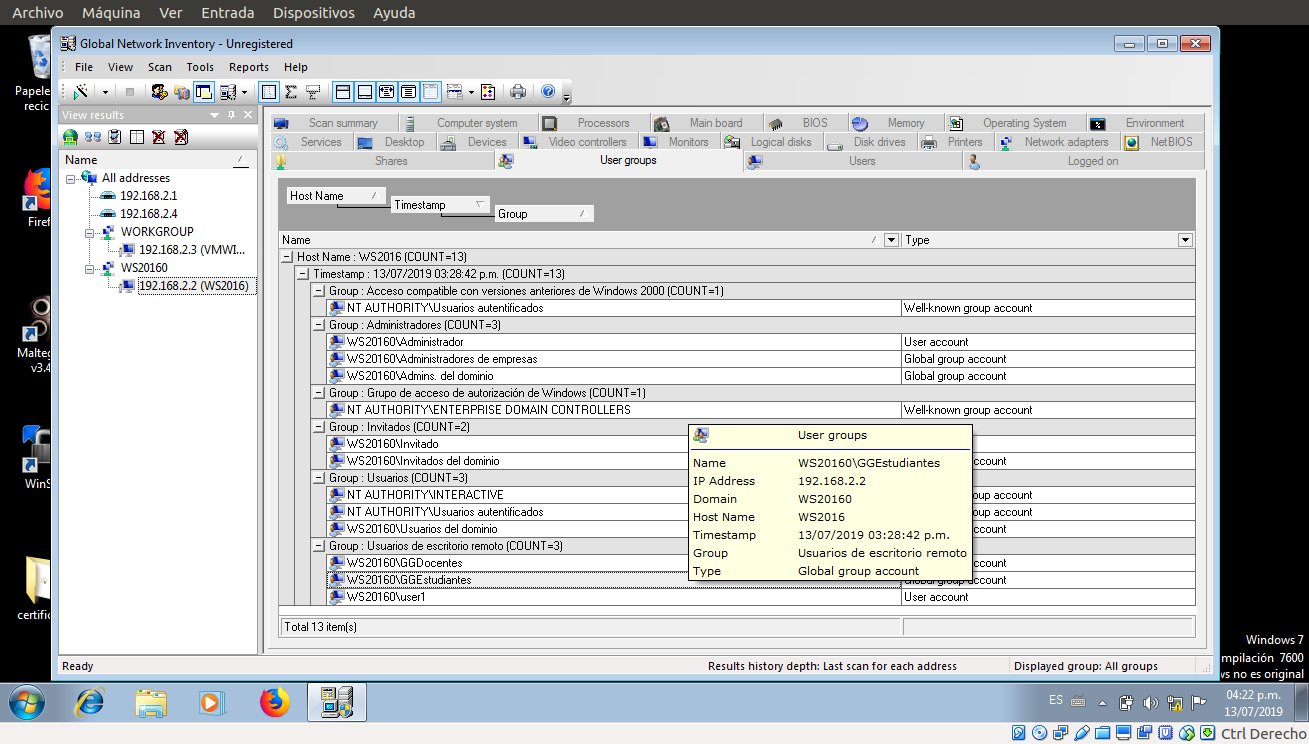 Archivo Máquina Ver Entrada Dispositivos Ayuda
Global Network Inventory - Unregistered
File View Scan Tools Reports Help
View results
Name
All addresses
192.168.2.1
192.168.2.4
WORKGROUP
192.168.2.3 (VMWI...
WS20160
192.168.2.2 (WS2016)
Scan summary Computer system Processors Main board BIOS Memory Operating System Environment
Services Desktop Devices Video controllers Monitors Logical disks Disk drives Printers Network adapters NetBIOS
Shares User groups Users Logged on
Host Name
Timestamp
Group
Name Type
Host Name : WS2016 (COUNT=13)
Timestamp : 13/07/2019 03:28:42 p.m. (COUNT=13)
Group : Acceso compatible con versiones anteriores de Windows 2000 (COUNT=1)
NT AUTHORITY\Usuarios autentificados Well-known group account
Group : Administradores (COUNT=3)
WS20160\Administrador User account
WS20160\Administradores de empresas Global group account
WS20160\Admins. del dominio Global group account
Group : Grupo de acceso de autorización de Windows (COUNT=1)
NT AUTHORITY\ENTERPRISE DOMAIN CONTROLLERS Well-known group account
Group : Invitados (COUNT=2)
WS20160\Invitado
WS20160\Invitados del dominio ccount
Group : Usuarios (COUNT=3)
NT AUTHORITY\INTERACTIVE oup account
NT AUTHORITY\Usuarios autentificados oup account
WS20160\Usuarios del dominio ccount
Group : Usuarios de escritorio remoto (COUNT=3)
WS20160\GGDocentes ccount
WS20160\GGEstudiantes Global group account
WS20160\user1 User account
Total 13 item(s)
User groups
Name WS20160\GGEstudiantes
IP Address 192.168.2.2
Domain WS20160
Host Name WS2016
Timestamp 13/07/2019 03:28:42 p.m.
Group Usuarios de escritorio remoto
Type Global group account
Ready Results history depth: Last scan for each address Displayed group: All groups
Papele
recic
Firef
Malteg
v3.4
WinS
certific
Windows 7
mpilación 7600
ws no es original
ES
04:22 p.m.
13/07/2019
Ctrl Derecho